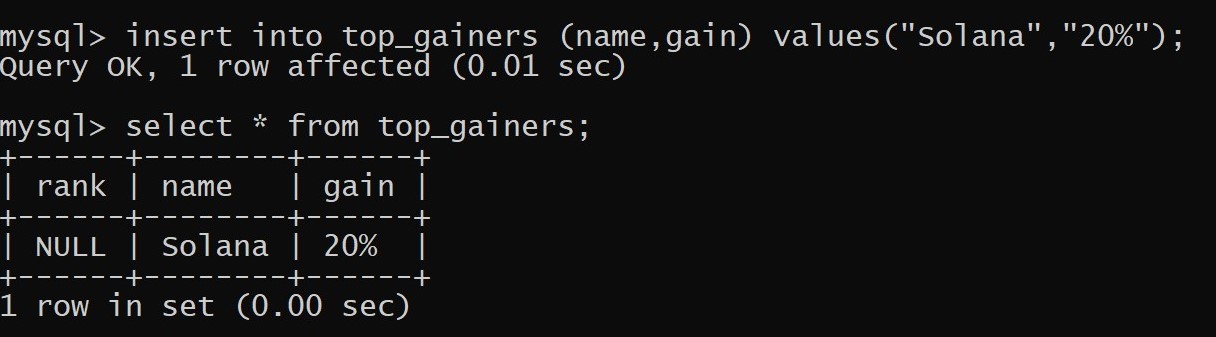 mysql> insert into top_gainers (name,gain) values("Solana","20%");
Query OK, 1 row affected (0.01 sec)
mysql> select * from top_gainers;
+------+--------+------+
| rank | name   | gain |
+------+--------+------+
| NULL | Solana | 20%  |
+------+--------+------+
1 row in set (0.00 sec)